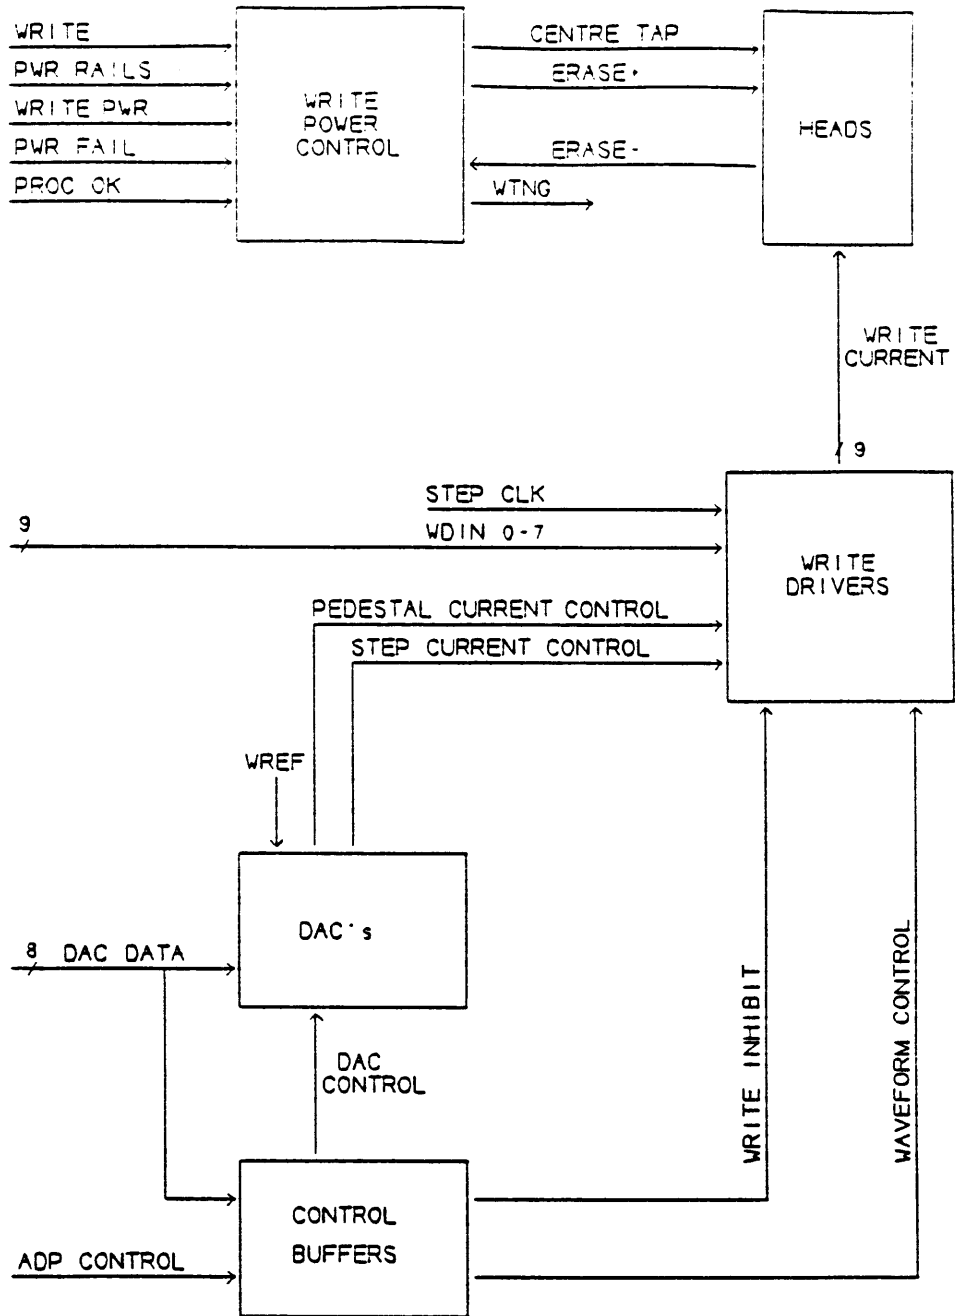 WRITE
PWR RAILS
WRITE PWR
PWR FAIL
PROC OK
WRITE
POWER
CONTROL
CENTRE TAP
ERASE+
ERASE-
WTNG
HEADS
WRITE
CURRENT
9
STEP CLK
9
WDIN 0-7
WRITE
DRIVERS
PEDESTAL CURRENT CONTROL
STEP CURRENT CONTROL
WREF
DAC's
8 DAC DATA
DAC
CONTROL
WRITE INHIBIT
WAVEFORM CONTROL
CONTROL
BUFFERS
ADP CONTROL